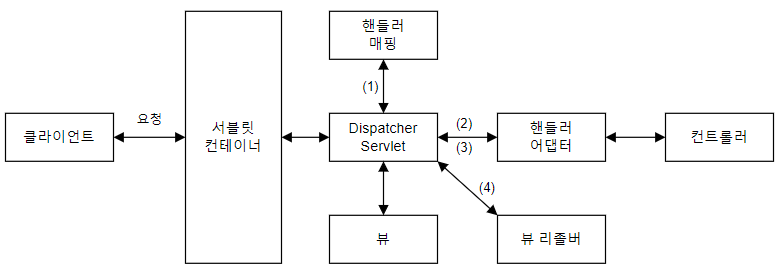 핸들러
매핑
(1)
클라이언트
요청
서블릿
컨테이너
Dispatcher
Servlet
(2)
(3)
핸들러
어댑터
컨트롤러
(4)
뷰
뷰 리졸버